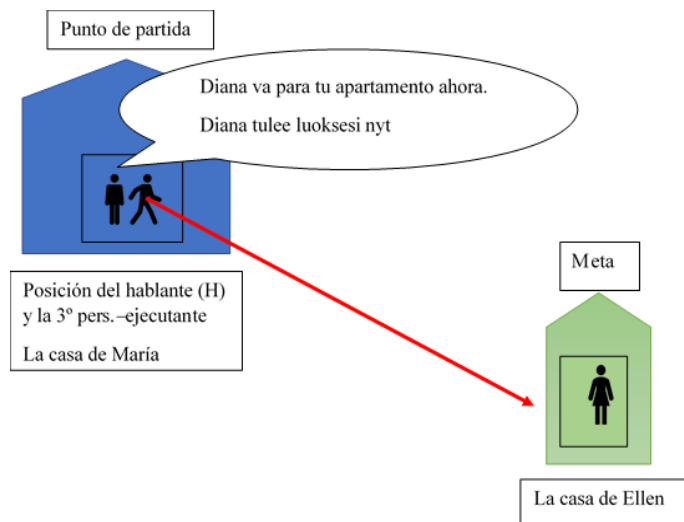 Punto de partida
Diana va para tu apartamento ahora.
Diana tulee luoksesi nyt
Posición del hablante (H)
y la 3º pers.–ejecutante
La casa de María
Meta
La casa de Ellen